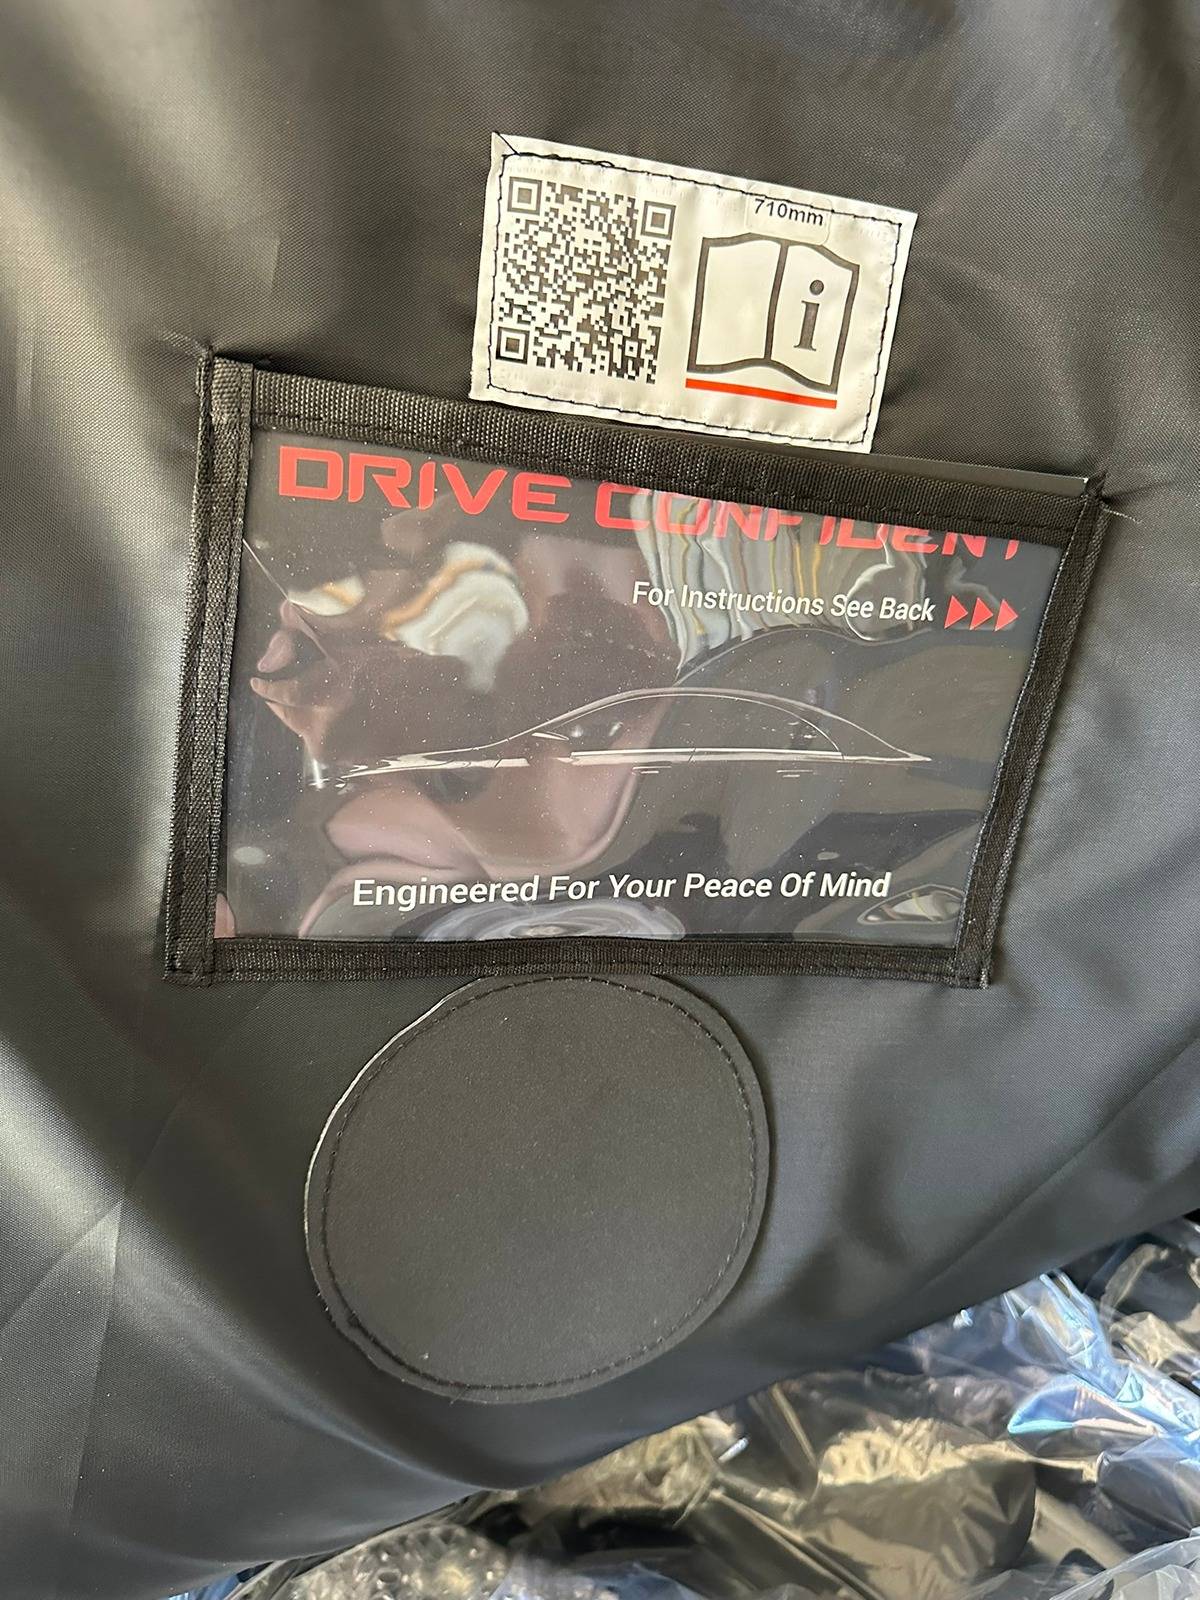 710mm
i
DRIVE CONFIDENT
For Instructions See Back
Engineered For Your Peace Of Mind